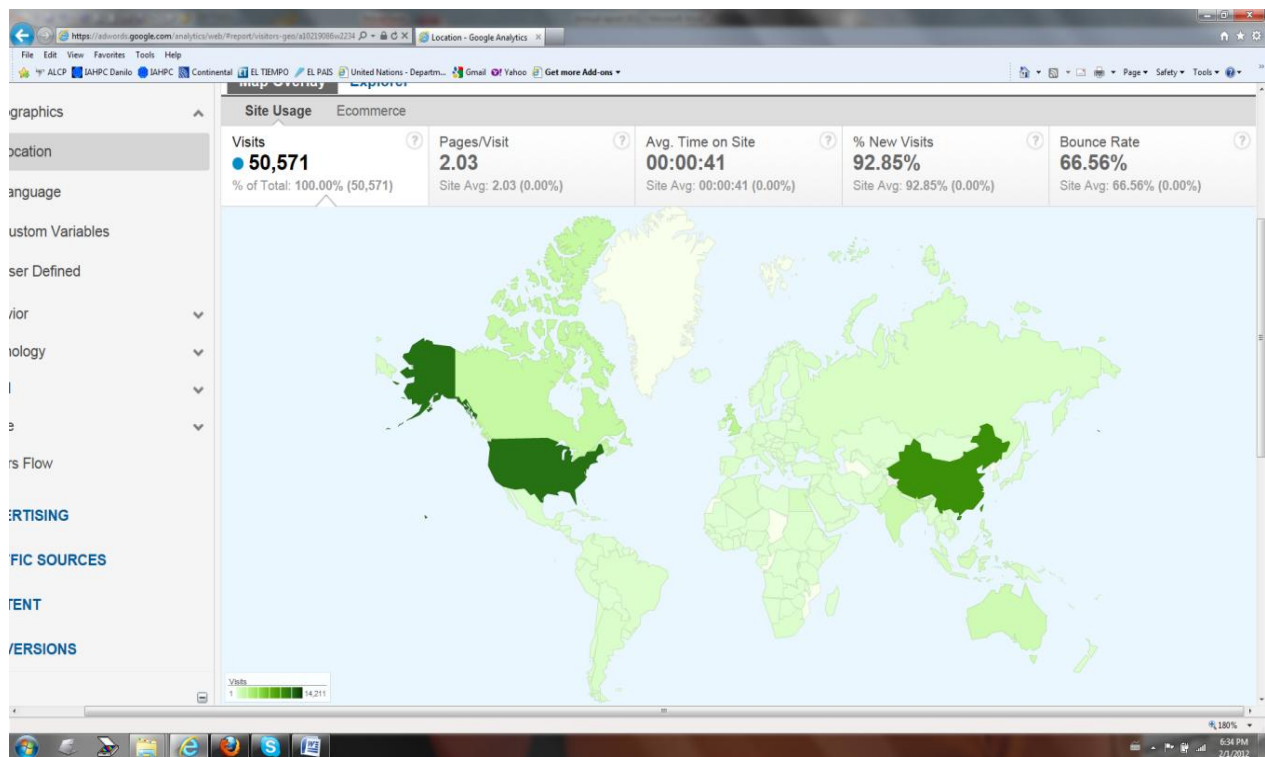 https://adwords.google.com/analytics/web/#report/visitors-geo/a10219086w2234
Location - Google Analytics
File Edit View Favorites Tools Help
ALCP IAHPC Danilo IAHPC Continental EL TIEMPO EL PAIS United Nations - Departm... Gmail Yahoo Get more Add-ons
Page Safety Tools
Map Overlay Explorer
Site Usage Ecommerce
ographics
ocation
anguage
ustom Variables
ser Defined
vior
nology
e
rs Flow
ERTISING
FFIC SOURCES
TENT
VERSIONS
Visits ?
50,571
% of Total: 100.00% (50,571)
Pages/Visit ?
2.03
Site Avg: 2.03 (0.00%)
Avg. Time on Site ?
00:00:41
Site Avg: 00:00:41 (0.00%)
% New Visits ?
92.85%
Site Avg: 92.85% (0.00%)
Bounce Rate ?
66.56%
Site Avg: 66.56% (0.00%)
Visits
1 14,211
180%
6:34 PM
2/1/2012